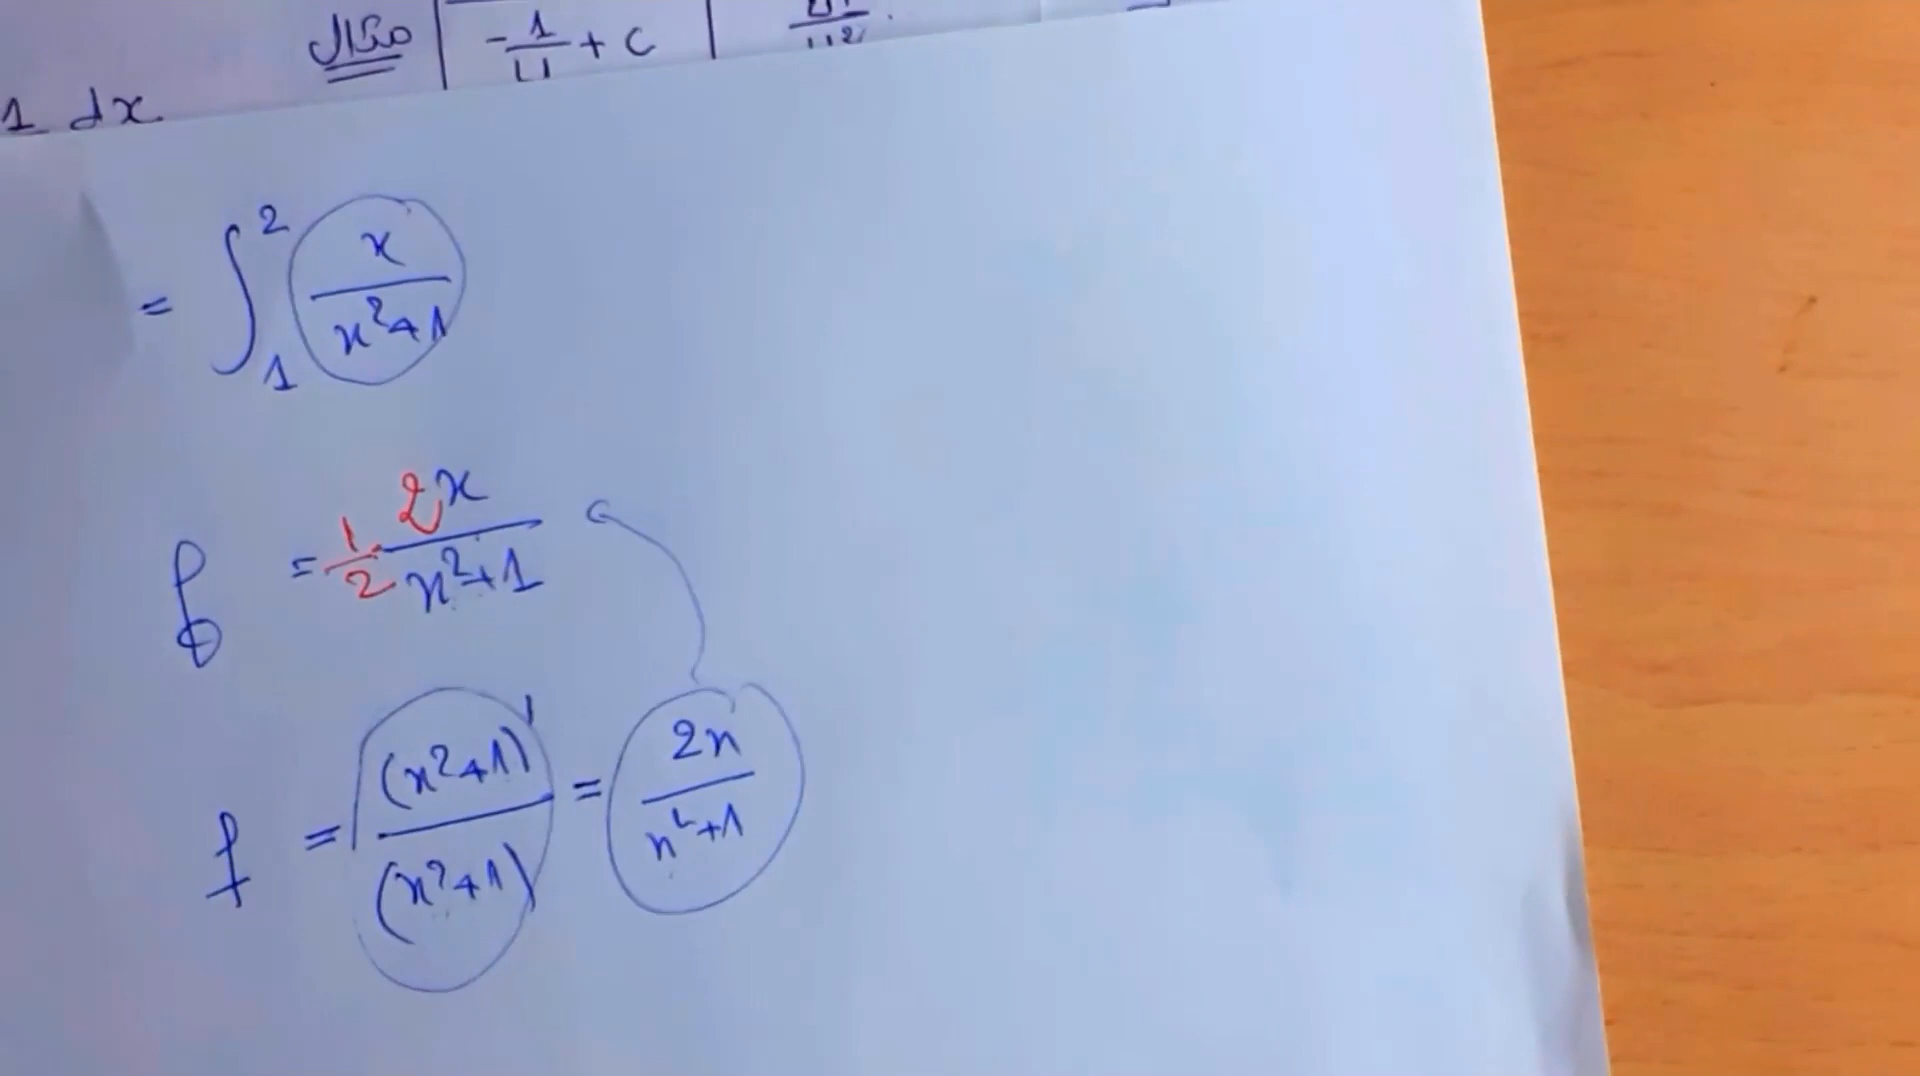 مثال
-1/U + C
1 dx
= ∫₁² x/(x²+1)
f = 1/2 · 2x/(x²+1)
f = (x²+1)'/(x²+1) = 2x/(x²+1)